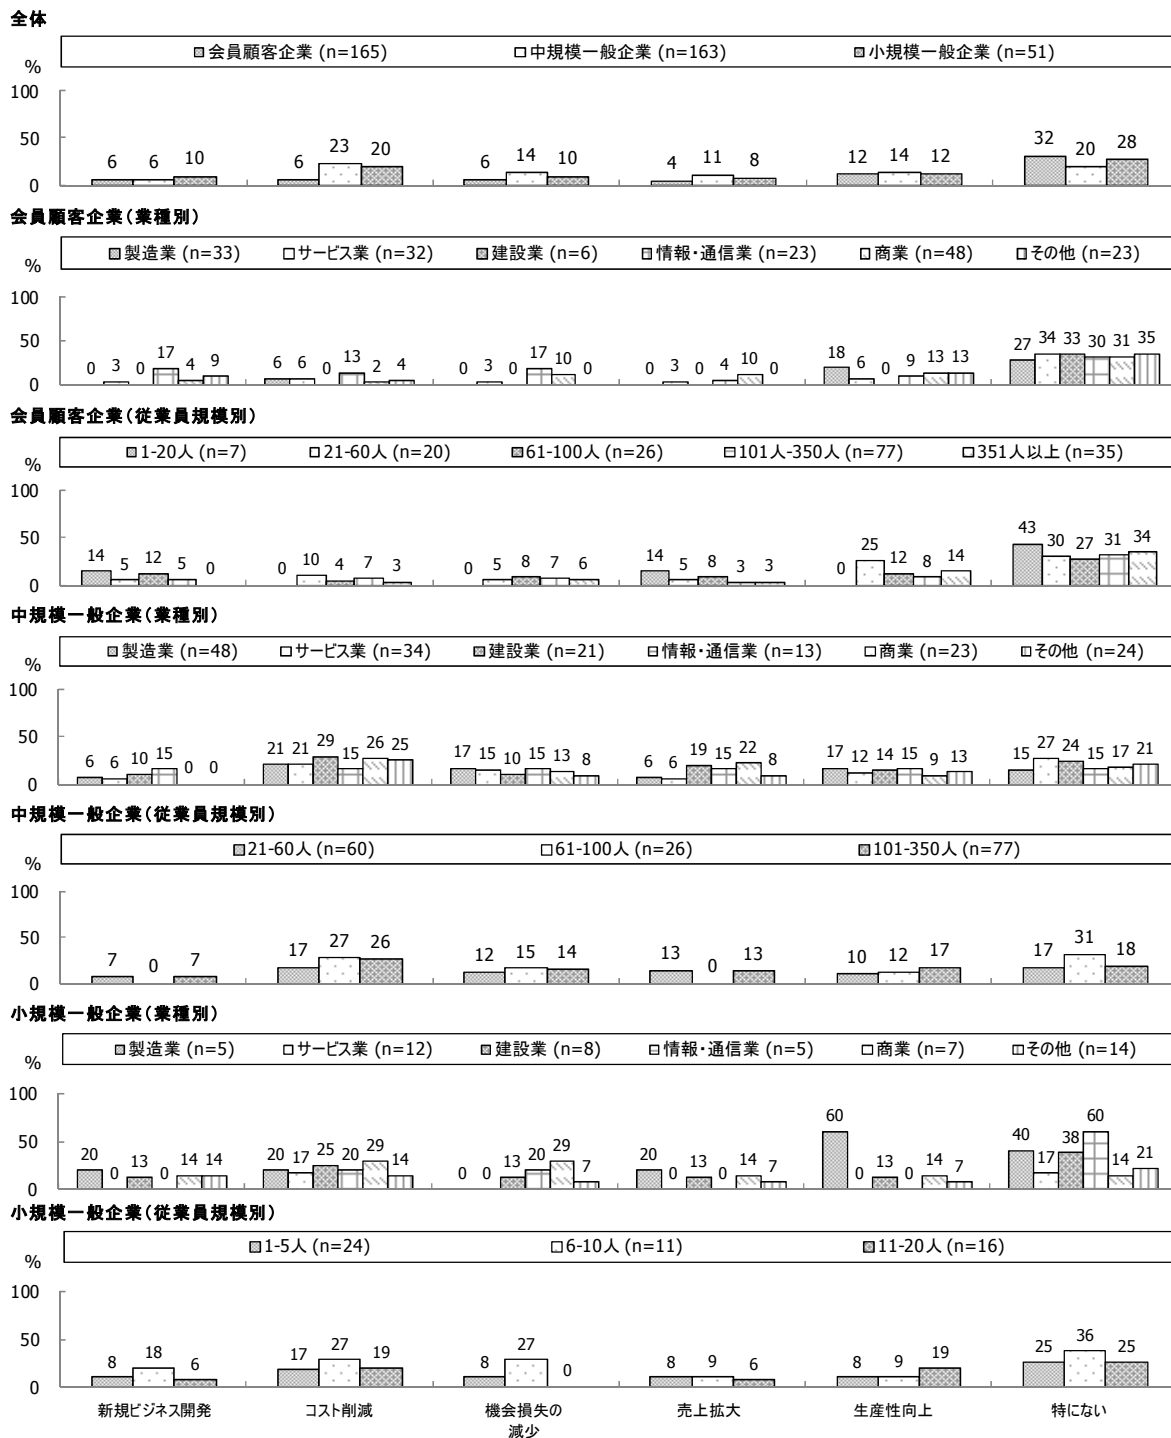 全体
会員顧客企業 (n=165) 中規模一般企業 (n=163) 小規模一般企業 (n=51)
%
100
50
0
6 6 10 6 23 20 6 14 10 4 11 8 12 14 12 32 20 28
会員顧客企業(業種別)
製造業 (n=33) サービス業 (n=32) 建設業 (n=6) 情報・通信業 (n=23) 商業 (n=48) その他 (n=23)
%
100
50
0
0 3 0 17 4 9 6 6 0 13 2 4 0 3 0 17 10 0 0 3 0 4 10 0 18 6 0 9 13 13 27 34 33 30 31 35
会員顧客企業(従業員規模別)
1-20人 (n=7) 21-60人 (n=20) 61-100人 (n=26) 101人-350人 (n=77) 351人以上 (n=35)
%
100
50
0
14 5 12 5 0 0 10 4 7 3 0 5 8 7 6 14 5 8 3 3 0 25 12 8 14 43 30 27 31 34
中規模一般企業(業種別)
製造業 (n=48) サービス業 (n=34) 建設業 (n=21) 情報・通信業 (n=13) 商業 (n=23) その他 (n=24)
%
100
50
0
6 6 10 15 0 0 21 21 29 15 26 25 17 15 10 15 13 8 6 6 19 15 22 8 17 12 14 15 9 13 15 27 24 15 17 21
中規模一般企業(従業員規模別)
21-60人 (n=60) 61-100人 (n=26) 101-350人 (n=77)
%
100
50
0
7 0 7 17 27 26 12 15 14 13 0 13 10 12 17 17 31 18
小規模一般企業(業種別)
製造業 (n=5) サービス業 (n=12) 建設業 (n=8) 情報・通信業 (n=5) 商業 (n=7) その他 (n=14)
%
100
50
0
20 0 13 0 14 14 20 17 25 20 29 14 0 0 13 20 29 7 20 0 13 0 14 7 60 0 13 0 14 7 40 17 38 60 14 21
小規模一般企業(従業員規模別)
1-5人 (n=24) 6-10人 (n=11) 11-20人 (n=16)
%
100
50
0
8 18 6 17 27 19 8 27 0 8 9 6 8 9 19 25 36 25
新規ビジネス開発 コスト削減 機会損失の 売上拡大 生産性向上 特にない
減少